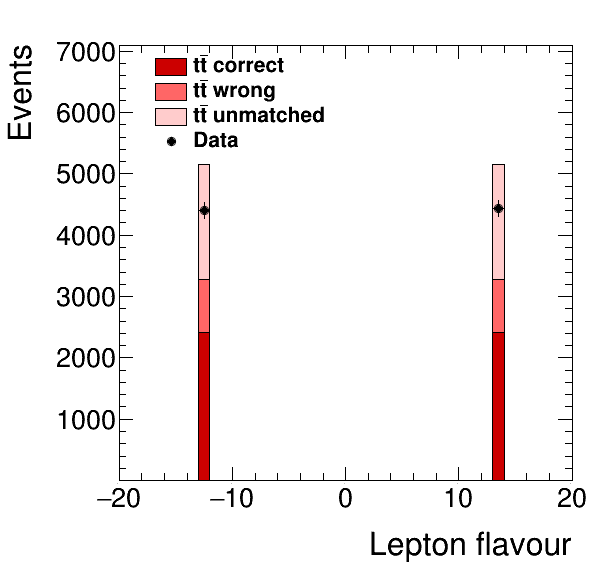 Events
7000
6000
5000
4000
3000
2000
1000
tt̄ correct
tt̄ wrong
tt̄ unmatched
Data
−20 −10 0 10 20
Lepton flavour